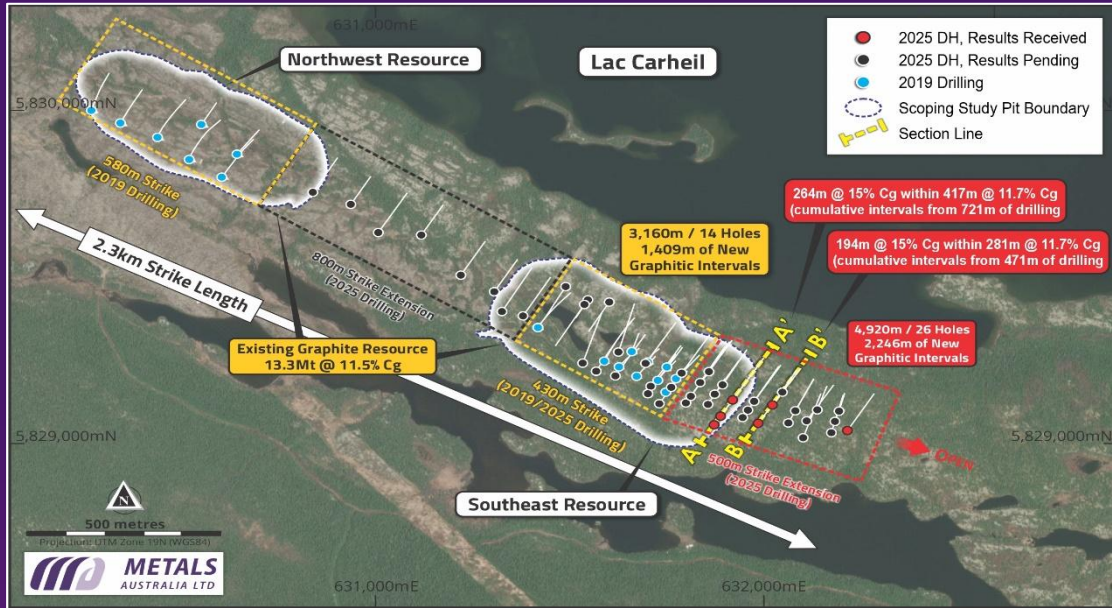 631,000mE
Northwest Resource
Lac Carheil
2025 DH, Results Received
2025 DH, Results Pending
2019 Drilling
Scoping Study Pit Boundary
Section Line
5,830,000mN
580m Strike
(2019 Drilling)
264m @ 15% Cg within 417m @ 11.7% Cg
(cumulative intervals from 721m of drilling
3,160m / 14 Holes
1,409m of New
Graphitic Intervals
194m @ 15% Cg within 281m @ 11.7% Cg
(cumulative intervals from 471m of drilling
2.3km Strike Length
800m Strike Extension
(2025 Drilling)
A'
B'
4,920m / 26 Holes
2,246m of New
Graphitic Intervals
Existing Graphite Resource
13.3Mt @ 11.5% Cg
430m Strike
(2019/2025 Drilling)
5,829,000mN
A
B
5,829,000mN
OPEN
500m Strike Extension
(2025 Drilling)
Southeast Resource
N
500 metres
Projection: UTM Zone 19N (WGS84)
METALS
AUSTRALIA LTD
631,000mE
632,000mE